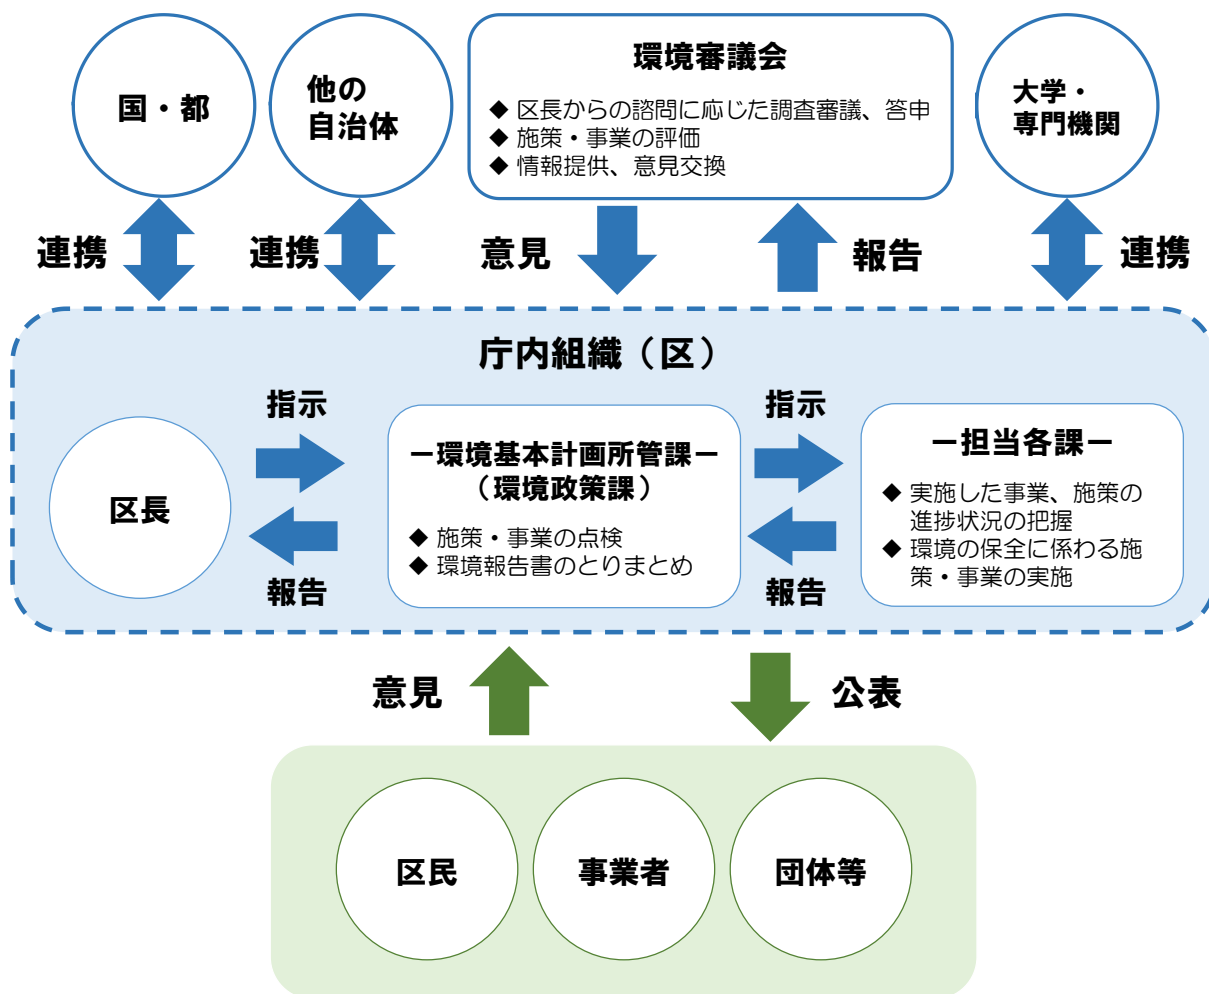 国・都
他の
自治体
環境審議会
◆ 区長からの諮問に応じた調査審議、答申
◆ 施策・事業の評価
◆ 情報提供、意見交換
大学・
専門機関
連携
連携
意見
報告
連携
庁内組織（区）
区長
指示
報告
－環境基本計画所管課－
（環境政策課）
◆ 施策・事業の点検
◆ 環境報告書のとりまとめ
指示
報告
－担当各課－
◆ 実施した事業、施策の
進捗状況の把握
◆ 環境の保全に係わる施
策・事業の実施
意見
公表
区民
事業者
団体等